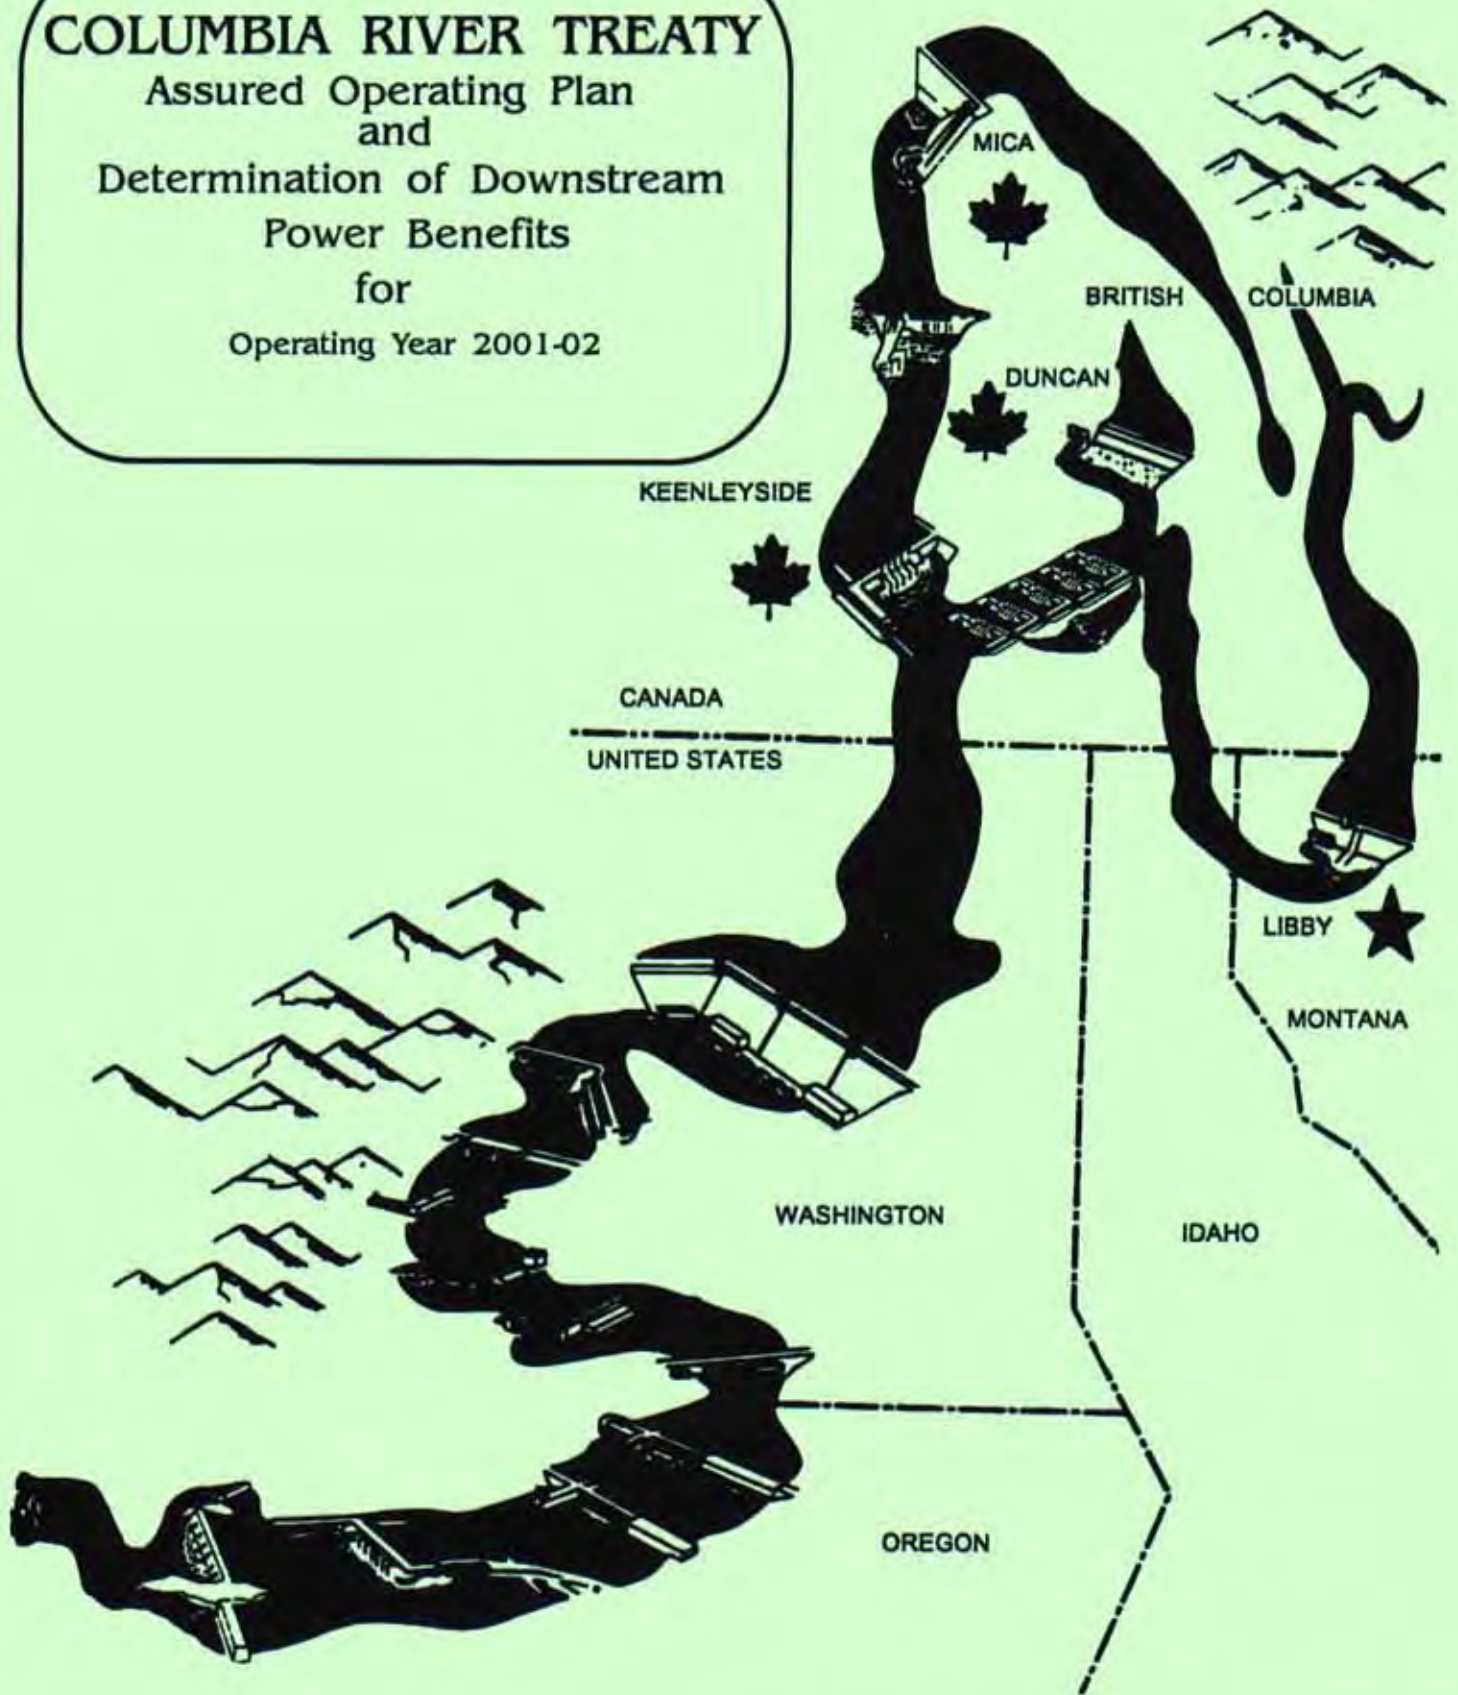 COLUMBIA RIVER TREATY
Assured Operating Plan
and
Determination of Downstream
Power Benefits
for
Operating Year 2001-02
MICA
BRITISH COLUMBIA
DUNCAN
KEENLEYSIDE
CANADA
UNITED STATES
LIBBY
MONTANA
WASHINGTON
IDAHO
OREGON